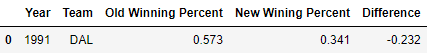 Year Team Old Winning Percent New Wining Percent Difference
0 1991 DAL 0.573 0.341 -0.232